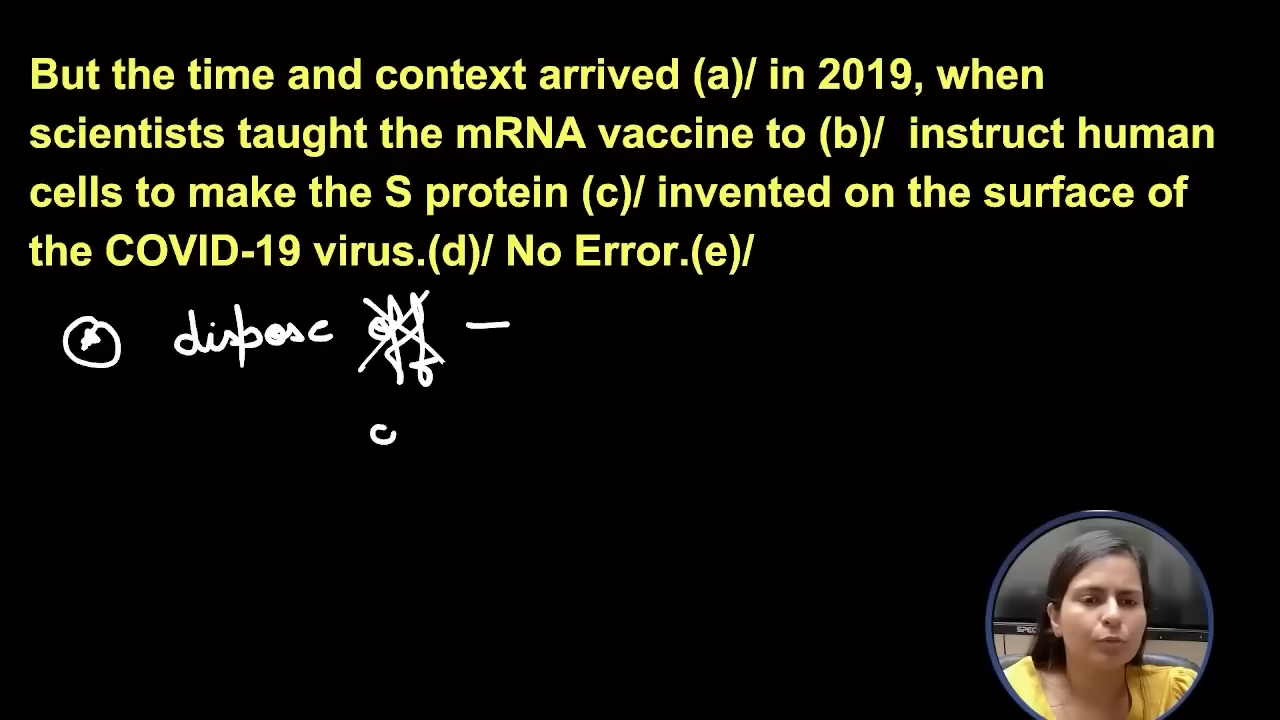 But the time and context arrived (a)/ in 2019, when
scientists taught the mRNA vaccine to (b)/ instruct human
cells to make the S protein (c)/ invented on the surface of
the COVID-19 virus.(d)/ No Error.(e)/
dispose
c
SPEC